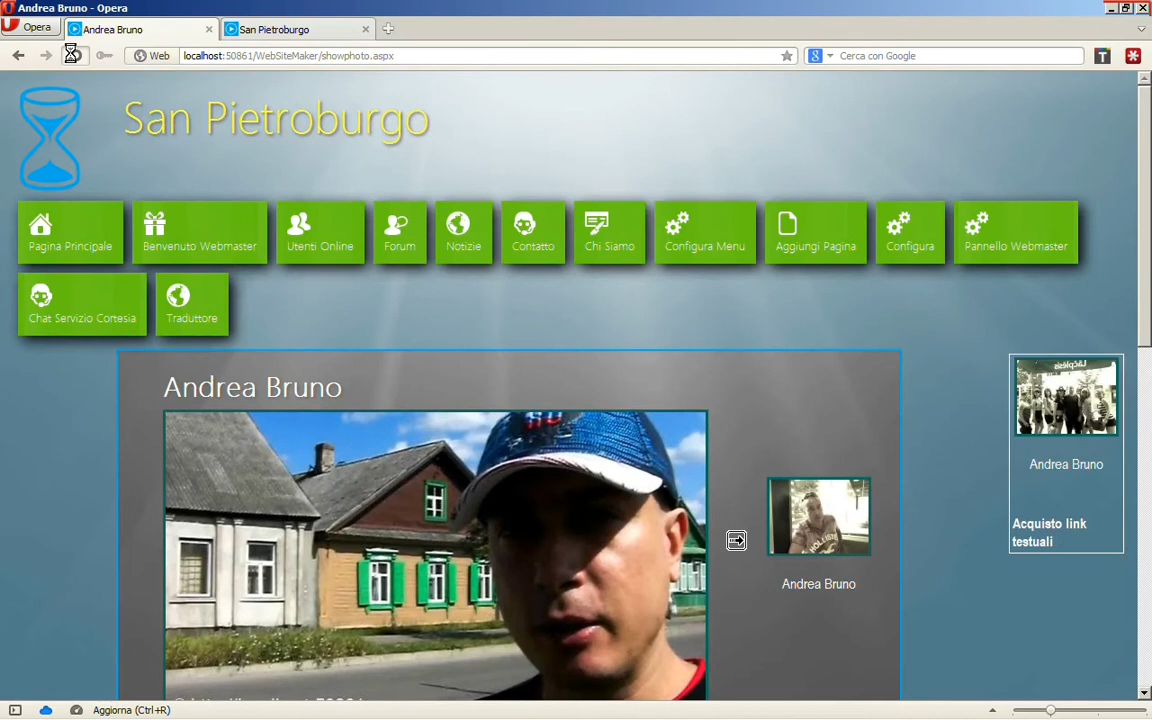 Andrea Bruno - Opera
Opera
Andrea Bruno
San Pietroburgo
Web
localhost:50861/WebSiteMaker/showphoto.aspx
Cerca con Google
San Pietroburgo
Pagina Principale
Benvenuto Webmaster
Utenti Online
Forum
Notizie
Contatto
Chi Siamo
Configura Menu
Aggiungi Pagina
Configura
Pannello Webmaster
Chat Servizio Cortesia
Traduttore
Andrea Bruno
Andrea Bruno
Andrea Bruno
Acquisto link
testuali
Aggiorna (Ctrl+R)